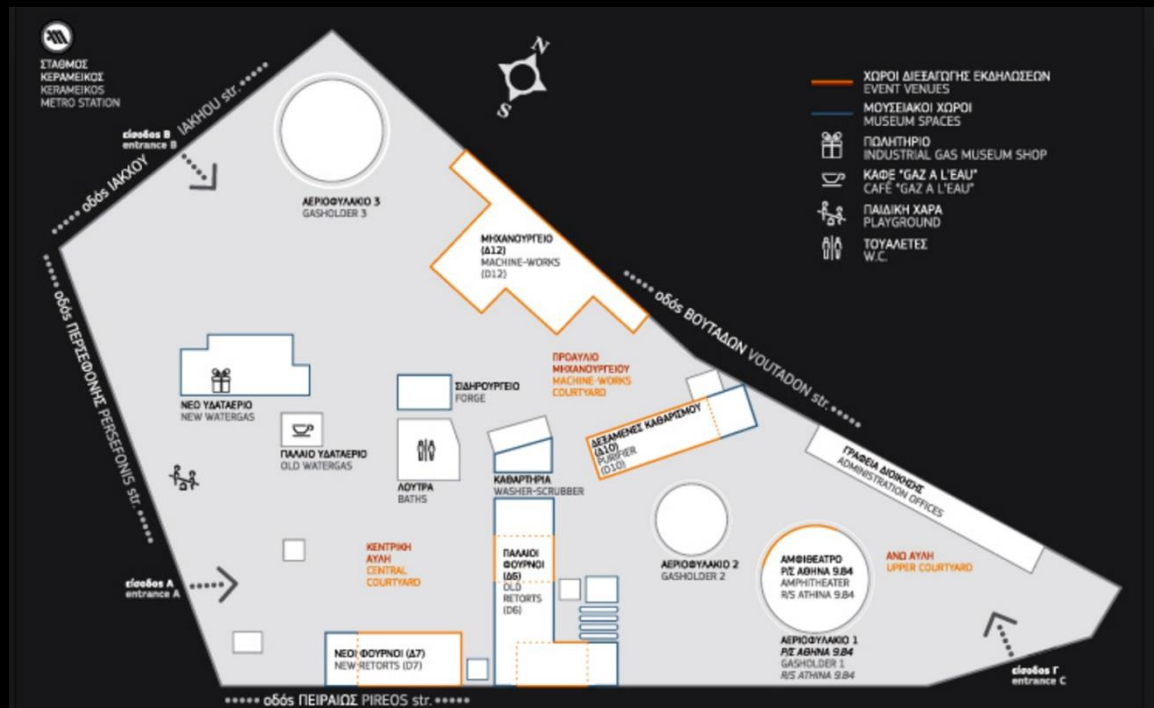 ΣΤΑΘΜΟΣ
ΚΕΡΑΜΕΙΚΟΣ
KERAMEIKOS
METRO STATION
οδός ΙΑΚΧΟΥ IAKHOU str.
είσοδος Β
entrance B
N
S
ΧΩΡΟΙ ΔΙΕΞΑΓΩΓΗΣ ΕΚΔΗΛΩΣΕΩΝ
EVENT VENUES
ΜΟΥΣΕΙΑΚΟΙ ΧΩΡΟΙ
MUSEUM SPACES
ΠΩΛΗΤΗΡΙΟ
INDUSTRIAL GAS MUSEUM SHOP
ΚΑΦΕ "GAZ A L'EAU"
CAFÉ "GAZ A L'EAU"
ΠΑΙΔΙΚΗ ΧΑΡΑ
PLAYGROUND
ΤΟΥΑΛΕΤΕΣ
W.C.
ΑΕΡΙΟΦΥΛΑΚΙΟ 3
GASHOLDER 3
ΜΗΧΑΝΟΥΡΓΕΙΟ
(Δ12)
MACHINE-WORKS
(D12)
οδός ΒΟΥΤΑΔΩΝ VOUTADON str.
οδός ΠΕΡΣΕΦΟΝΗΣ PERSEFONIS str.
ΠΡΟΑΥΛΙΟ
ΜΗΧΑΝΟΥΡΓΕΙΟΥ
MACHINE-WORKS
COURTYARD
ΣΙΔΗΡΟΥΡΓΕΙΟ
FORGE
ΝΕΟ ΥΔΑΤΑΕΡΙΟ
NEW WATERGAS
ΠΑΛΑΙΟ ΥΔΑΤΑΕΡΙΟ
OLD WATERGAS
ΛΟΥΤΡΑ
BATHS
ΚΑΘΑΡΤΗΡΙΑ
WASHER-SCRUBBER
ΔΕΞΑΜΕΝΕΣ ΚΑΘΑΡΙΣΜΟΥ
(Δ10)
PURIFIER
(D10)
ΓΡΑΦΕΙΑ ΔΙΟΙΚΗΣΗΣ
ADMINISTRATION OFFICES
ΚΕΝΤΡΙΚΗ
ΑΥΛΗ
CENTRAL
COURTYARD
ΠΑΛΑΙΟΙ
ΦΟΥΡΝΟΙ
(Δ6)
OLD
RETORTS
(D6)
ΑΕΡΙΟΦΥΛΑΚΙΟ 2
GASHOLDER 2
ΑΜΦΙΘΕΑΤΡΟ
Ρ/Σ ΑΘΗΝΑ 9.84
AMPHITHEATER
R/S ATHINA 9.84
ΑΝΩ ΑΥΛΗ
UPPER COURTYARD
είσοδος Α
entrance A
ΝΕΟΙ ΦΟΥΡΝΟΙ (Δ7)
NEW RETORTS (D7)
ΑΕΡΙΟΦΥΛΑΚΙΟ 1
Ρ/Σ ΑΘΗΝΑ 9.84
GASHOLDER 1
R/S ATHINA 9.84
είσοδος Γ
entrance C
οδός ΠΕΙΡΑΙΩΣ PIREOS str.